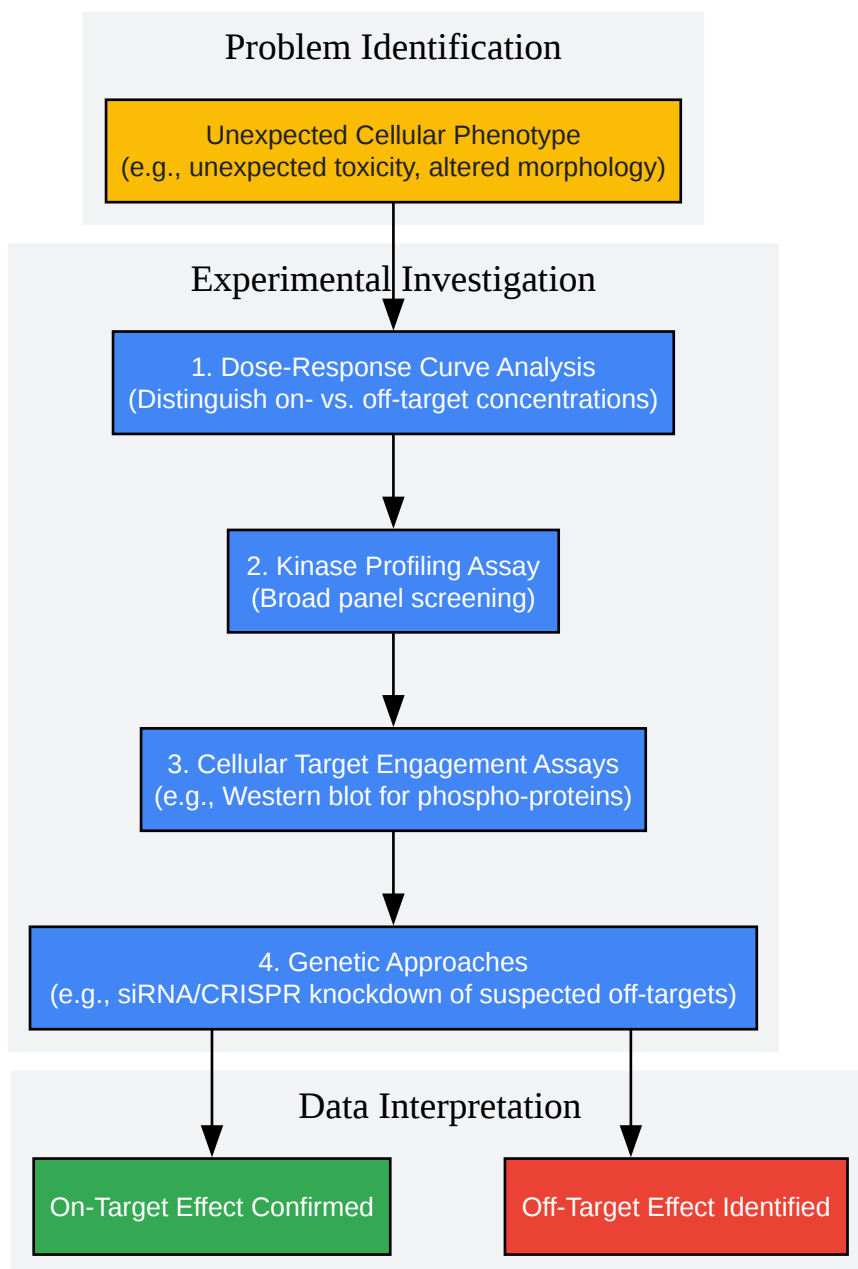 Problem Identification
Unexpected Cellular Phenotype
(e.g., unexpected toxicity, altered morphology)
Experimental Investigation
1. Dose-Response Curve Analysis
(Distinguish on- vs. off-target concentrations)
2. Kinase Profiling Assay
(Broad panel screening)
3. Cellular Target Engagement Assays
(e.g., Western blot for phospho-proteins)
4. Genetic Approaches
(e.g., siRNA/CRISPR knockdown of suspected off-targets)
Data Interpretation
On-Target Effect Confirmed
Off-Target Effect Identified